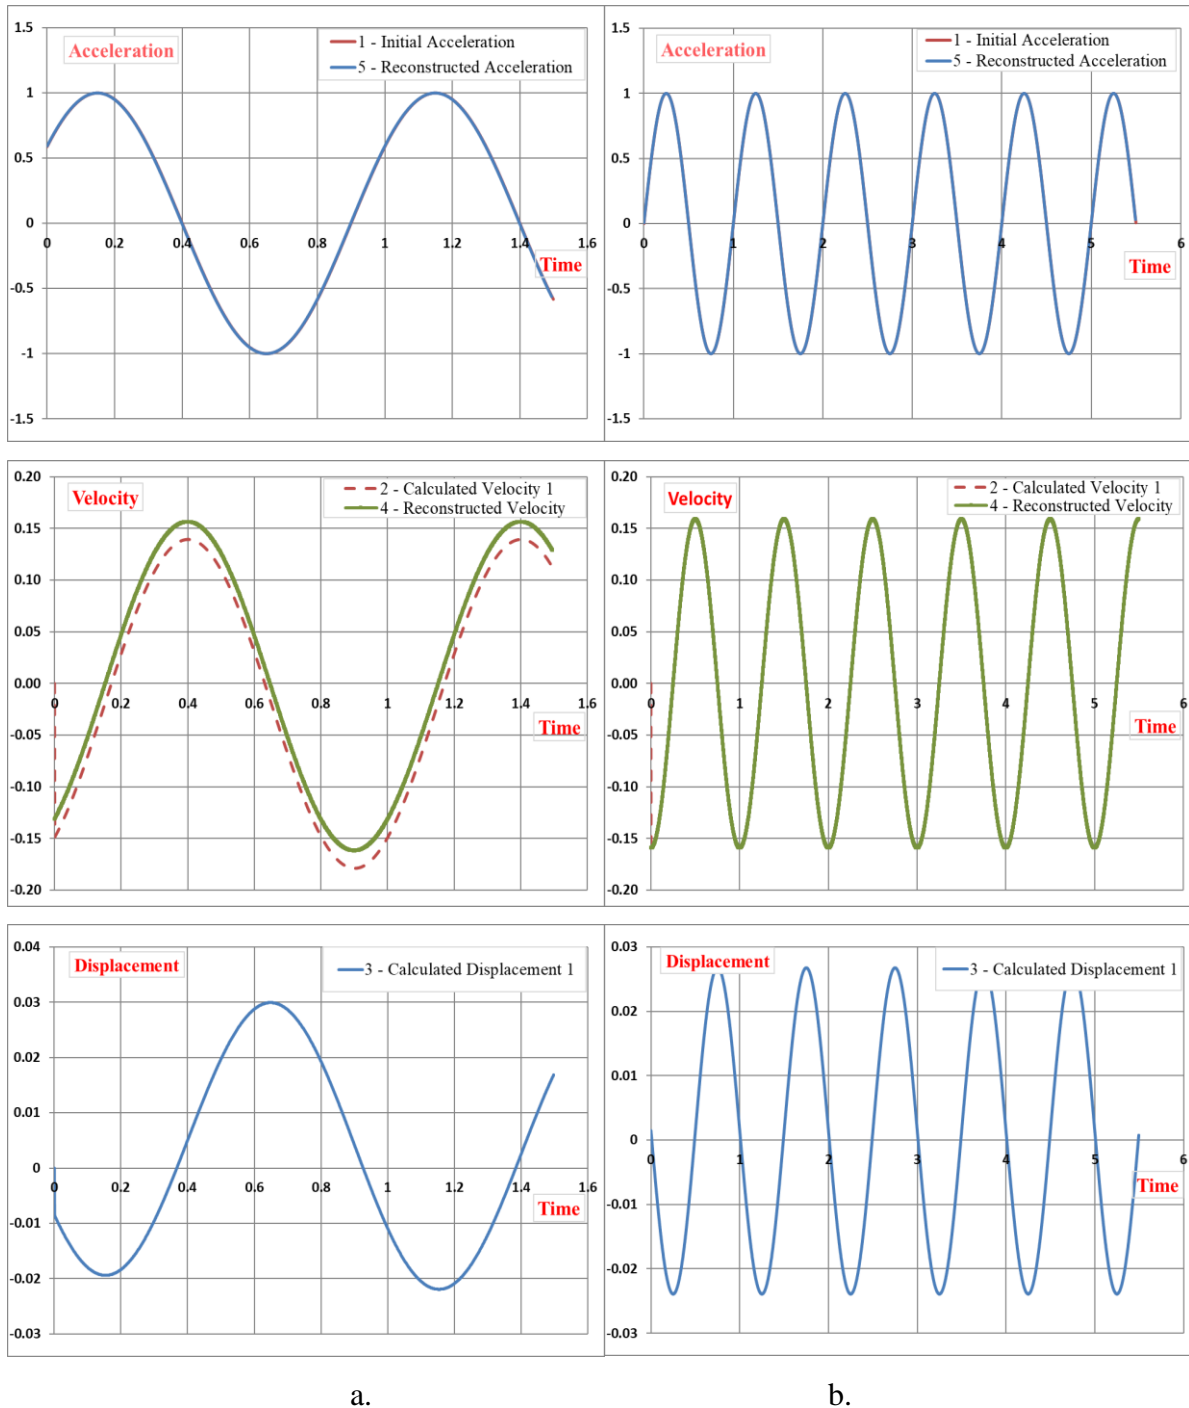 Acceleration
1 - Initial Acceleration
5 - Reconstructed Acceleration
1.5
1
0.5
0
-0.5
-1
-1.5
0 0.2 0.4 0.6 0.8 1 1.2 1.4 1.6
Time
Acceleration
1 - Initial Acceleration
5 - Reconstructed Acceleration
1.5
1
0.5
0
-0.5
-1
-1.5
0 1 2 3 4 5 6
Time
Velocity
2 - Calculated Velocity 1
4 - Reconstructed Velocity
0.20
0.15
0.10
0.05
0.00
-0.05
-0.10
-0.15
-0.20
0 0.2 0.4 0.6 0.8 1 1.2 1.4 1.6
Time
Velocity
2 - Calculated Velocity 1
4 - Reconstructed Velocity
0.20
0.15
0.10
0.05
0.00
-0.05
-0.10
-0.15
-0.20
0 1 2 3 4 5 6
Time
Displacement
3 - Calculated Displacement 1
0.04
0.03
0.02
0.01
0
-0.01
-0.02
-0.03
0 0.2 0.4 0.6 0.8 1 1.2 1.4 1.6
Time
Displacement
3 - Calculated Displacement 1
0.03
0.02
0.01
0
-0.01
-0.02
-0.03
0 1 2 3 4 5 6
Time
a.
b.